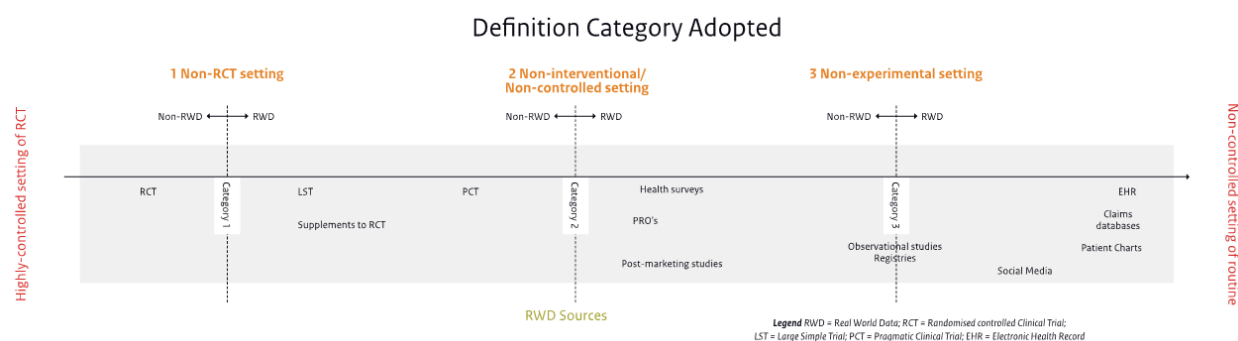 Definition Category Adopted
1 Non-RCT setting
2 Non-interventional/
Non-controlled setting
3 Non-experimental setting
Non-RWD
RWD
Non-RWD
RWD
Non-RWD
RWD
Highly-controlled setting of RCT
Non-controlled setting of routine
RCT
Category 1
LST
PCT
Category 2
Health surveys
Category 3
EHR
Supplements to RCT
PRO's
Claims
databases
Observational studies
Registries
Patient Charts
Post-marketing studies
Social Media
RWD Sources
Legend RWD = Real World Data; RCT = Randomised controlled Clinical Trial;
LST = Large Simple Trial; PCT = Pragmatic Clinical Trial; EHR = Electronic Health Record